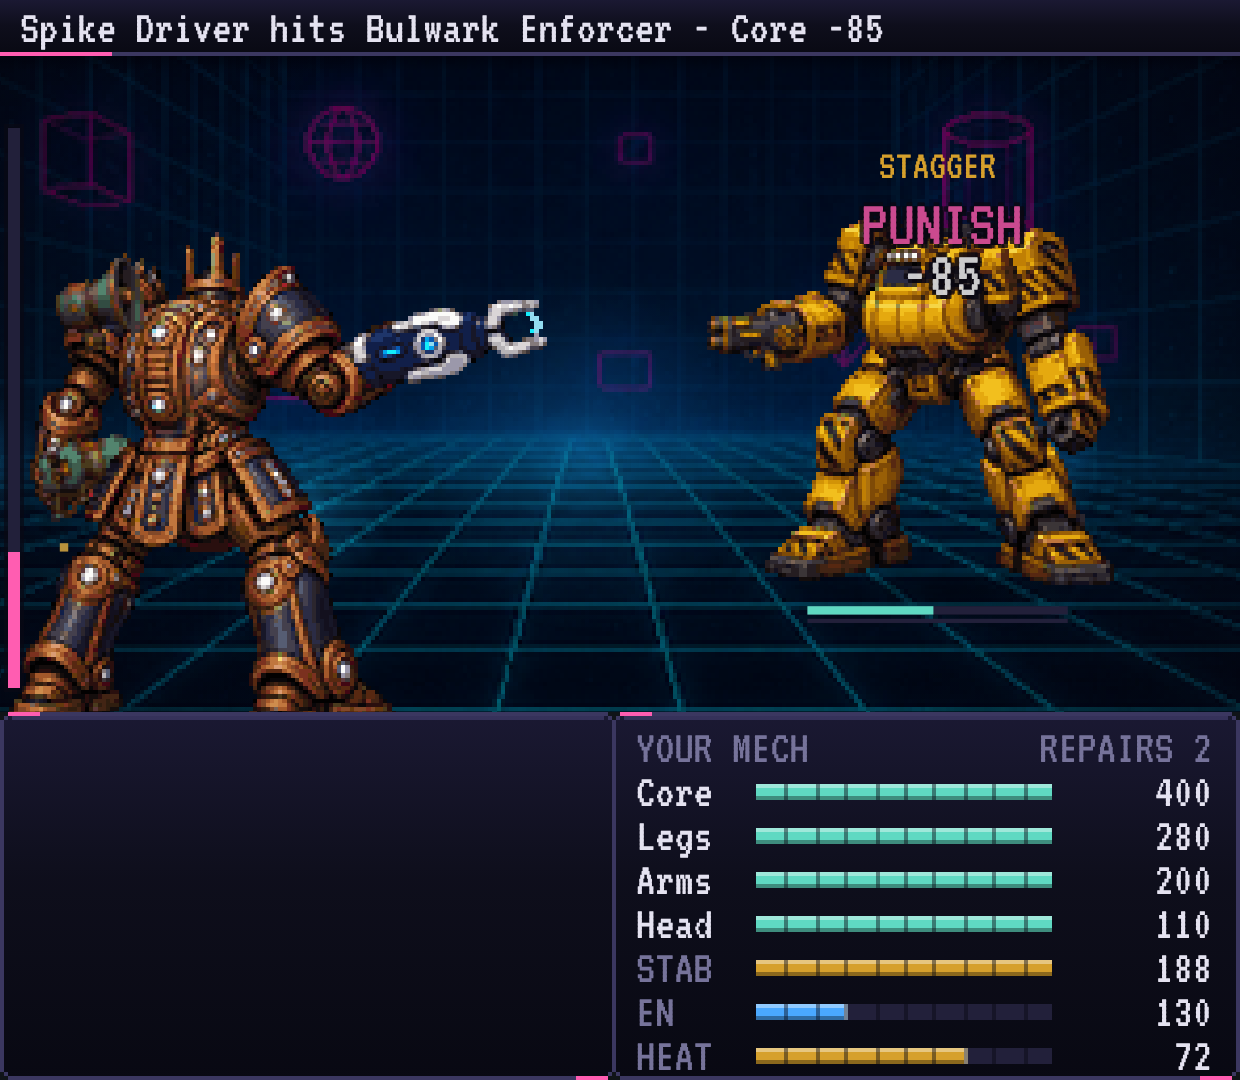 Spike Driver hits Bulwark Enforcer - Core -85
STAGGER
PUNISH
-85
YOUR MECH REPAIRS 2
Core 400
Legs 280
Arms 200
Head 110
STAB 188
EN 130
HEAT 72